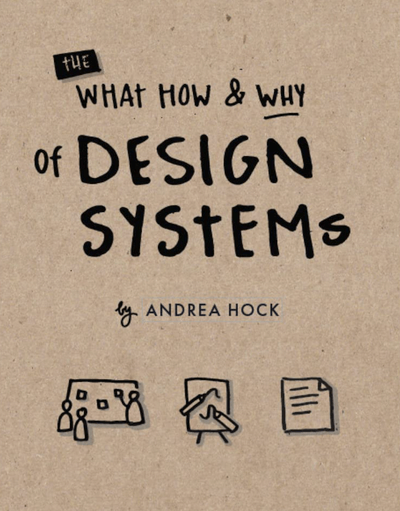 THE
WHAT HOW & WHY
Of DESIGN
SYSTEMS
by ANDREA HOCK